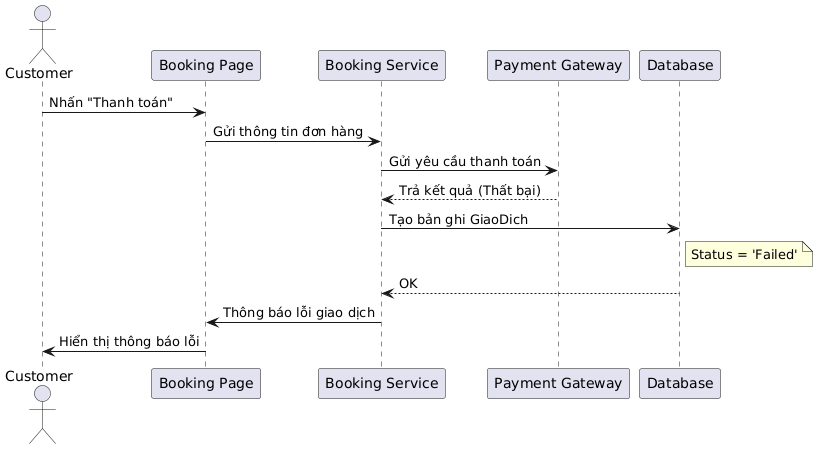 Customer
Booking Page
Booking Service
Payment Gateway
Database
Nhấn "Thanh toán"
Gửi thông tin đơn hàng
Gửi yêu cầu thanh toán
Trả kết quả (Thất bại)
Tạo bản ghi GiaoDich
Status = 'Failed'
OK
Thông báo lỗi giao dịch
Hiển thị thông báo lỗi
Customer
Booking Page
Booking Service
Payment Gateway
Database